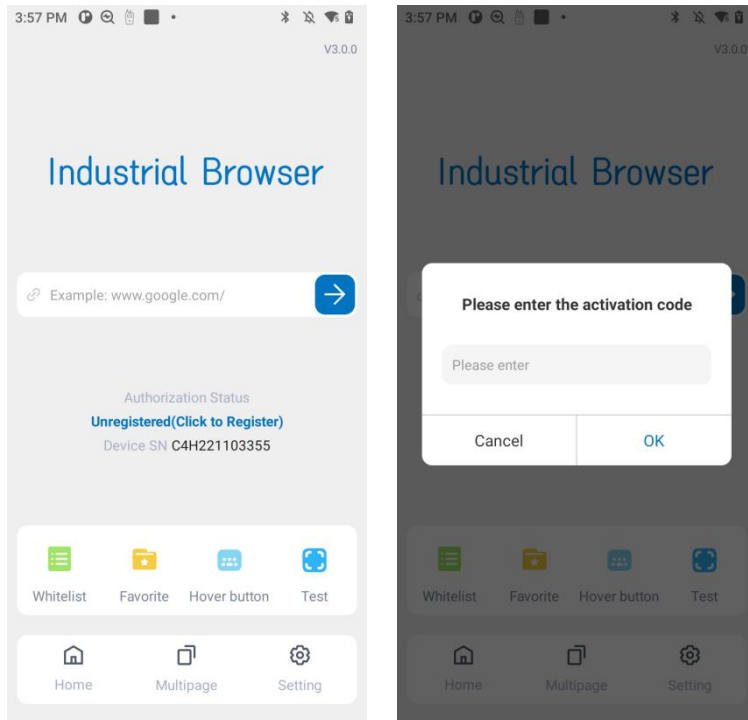 3:57 PM
V3.0.0
Industrial Browser
Example: www.google.com/
Authorization Status
Unregistered(Click to Register)
Device SN C4H221103355
Whitelist Favorite Hover button Test
Home Multipage Setting
3:57 PM
V3.0.0
Industrial Browser
Please enter the activation code
Please enter
Cancel OK
Whitelist Favorite Hover button Test
Home Multipage Setting